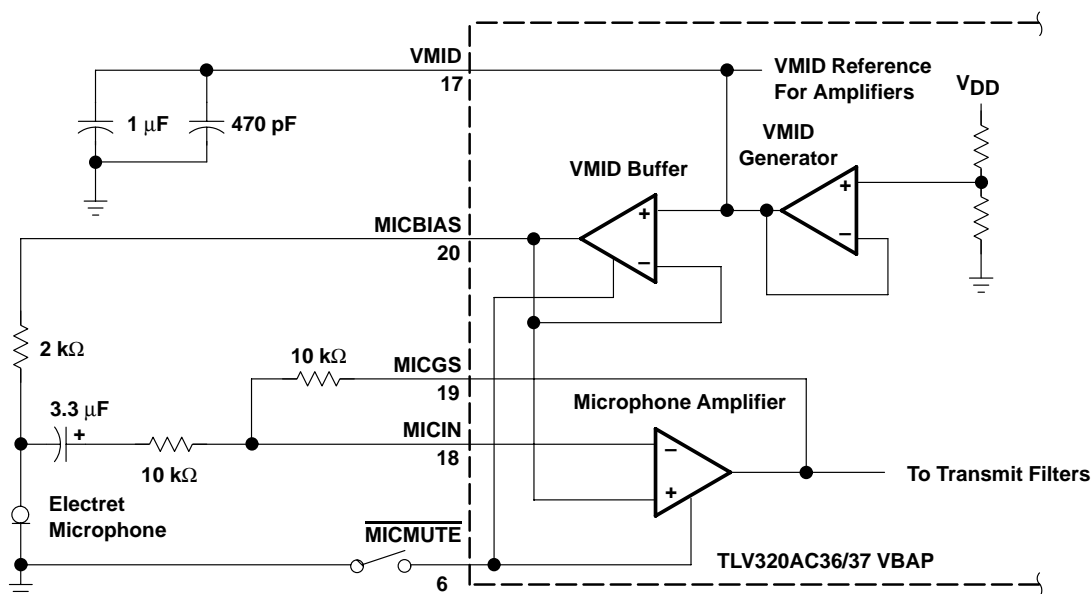 VMID
17
VMID Reference
For Amplifiers
VDD
1 μF
470 pF
VMID
Generator
+
−
VMID Buffer
+
−
MICBIAS
20
2 kΩ
10 kΩ
MICGS
19
3.3 μF
+
Microphone Amplifier
MICIN
18
10 kΩ
−
+
To Transmit Filters
Electret
Microphone
MICMUTE
6
TLV320AC36/37 VBAP